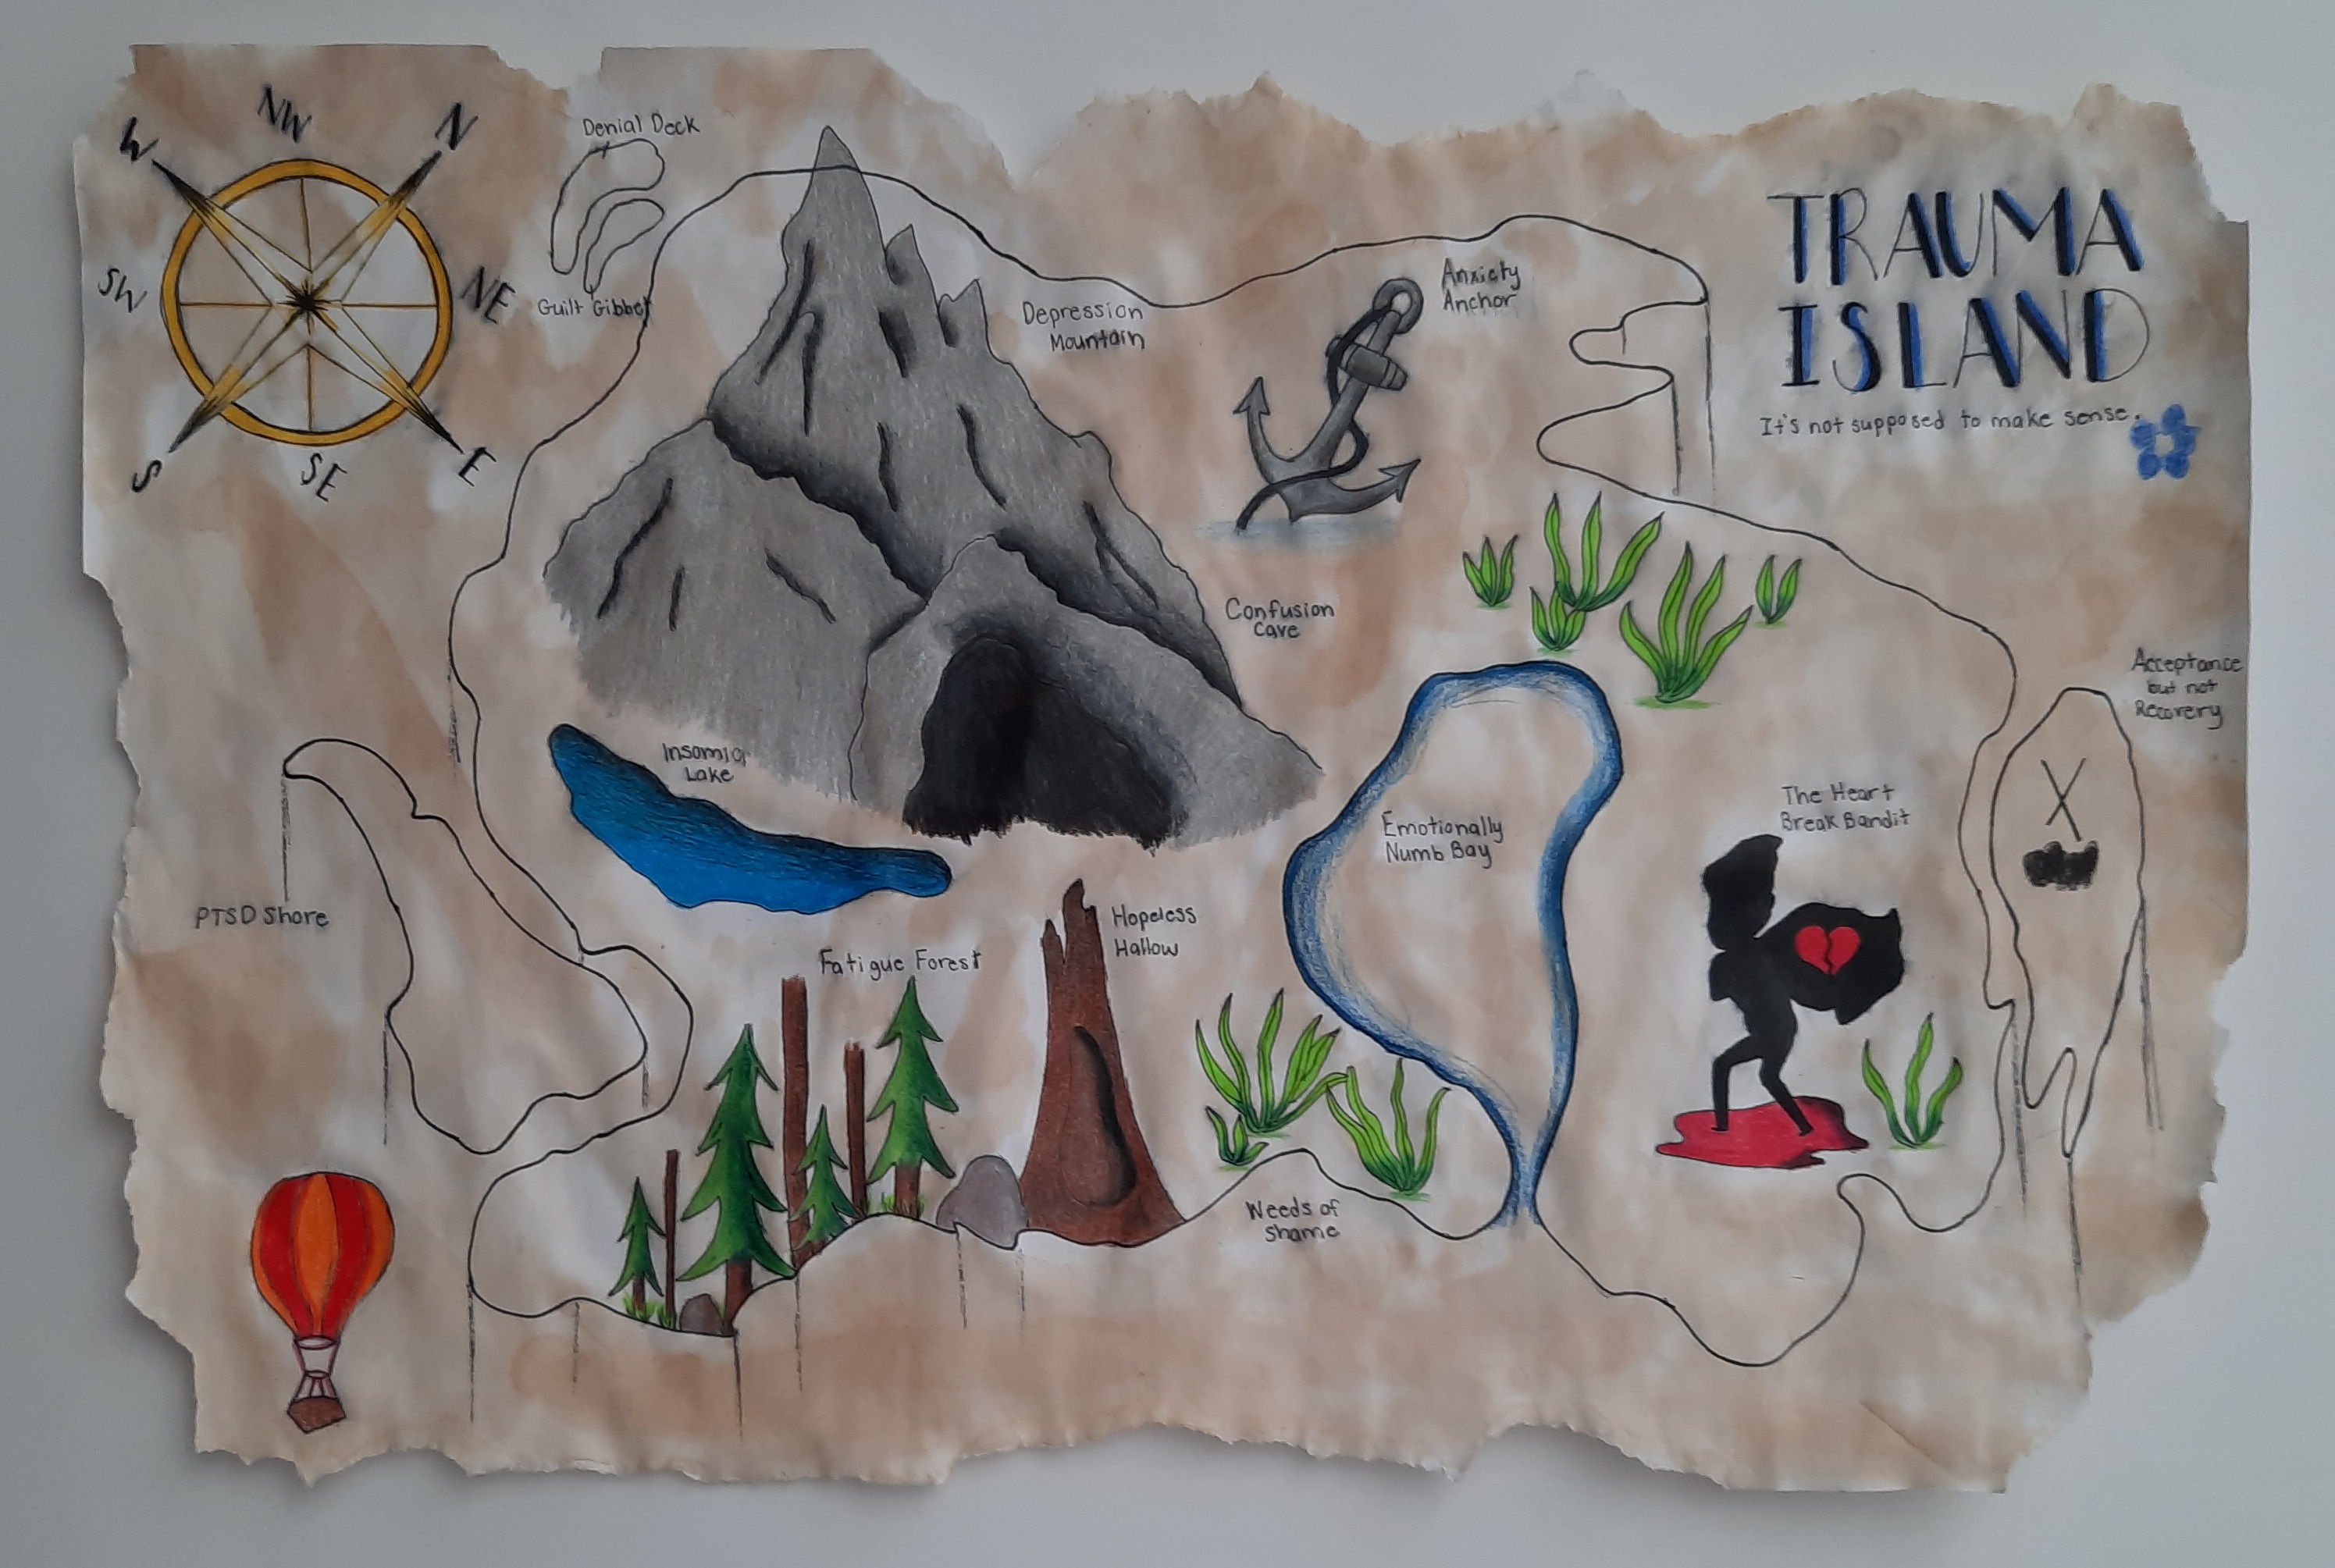 NW
N
W
NE
SW
E
SE
S
Denial Deck
Guilt Gibbet
Depression
Mountain
Anxiety
Anchor
TRAUMA
ISLAND
It's not supposed to make sense.
Confusion
Cave
Acceptance
but not
Recovery
Insomia
Lake
The Heart
Break Bandit
Emotionally
Numb Bay
PTSD Shore
Hopeless
Hallow
Fatigue Forest
Weeds of
Shame